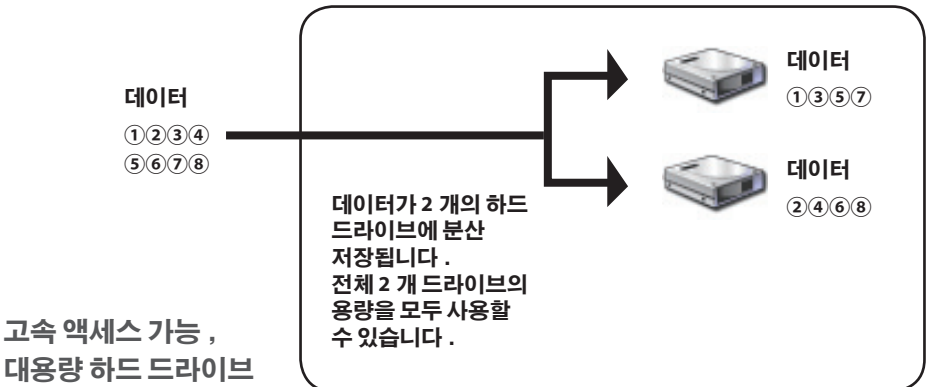 데이터
①②③④
⑤⑥⑦⑧
데이터
①③⑤⑦
데이터
②④⑥⑧
데이터가 2 개의 하드
드라이브에 분산
저장됩니다 .
전체 2 개 드라이브의
용량을 모두 사용할
수 있습니다 .
고속 액세스 가능 ,
대용량 하드 드라이브